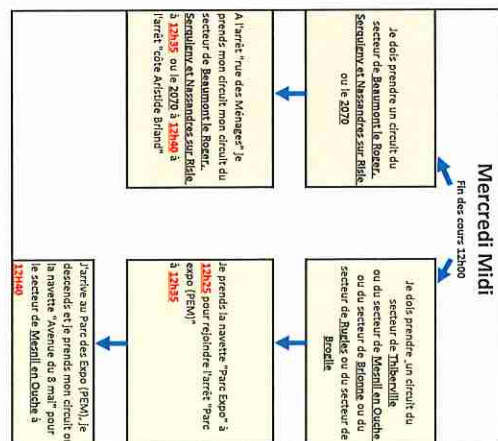 Mercredi Midi
Fin des cours 12h00
Je dois prendre un circuit du
secteur de Beaumont le Roger,
Serquigny et Nassandres sur Risle
ou le 2070
A l'arrêt "rue des Ménages" je
prends mon circuit mon circuit du
secteur de Beaumont le Roger,
Serquigny et Nassandres sur Risle
à 12h35 ou le 2070 à 12h40 à
l'arrêt "côte Aristide Briand"
Je dois prendre un circuit du
secteur de Thiberville
ou du secteur de Mesnil en Ouche
ou du secteur de Brionne ou du
secteur de Rugles ou du secteur de
Broglie
Je prends la navette "Parc Expo" à
12h25 pour rejoindre l'arrêt "Parc
expo (PEM)"
à 12h35
J'arrive au Parc des Expo (PEM), je
descends et je prends mon circuit ou
la navette "Avenue du 8 mai" pour
le secteur de Mesnil en Ouche à
12H40